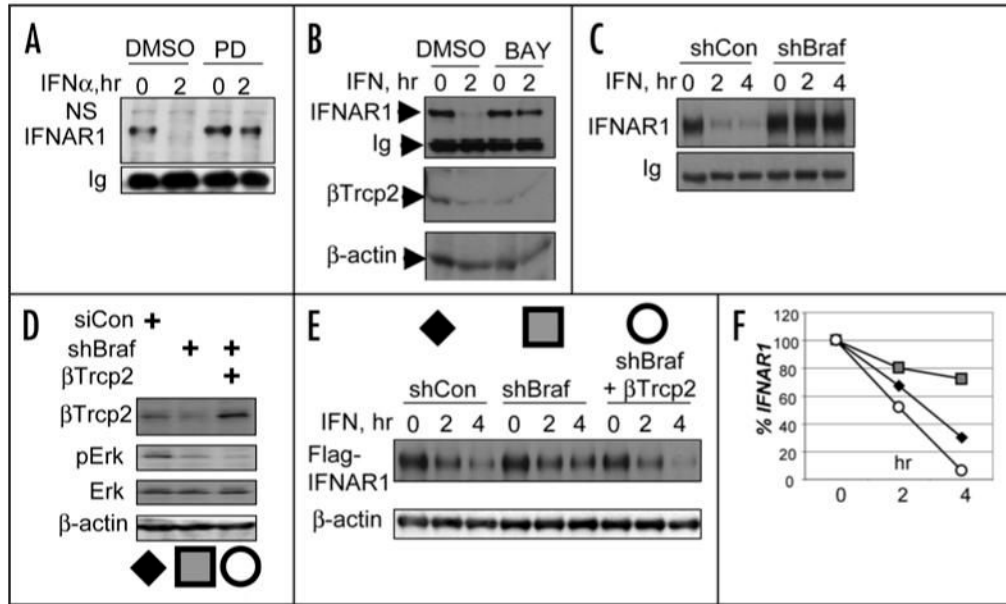 A
DMSO PD
IFNα,hr 0 2 0 2
NS
IFNAR1
Ig
B
DMSO BAY
IFN, hr 0 2 0 2
IFNAR1
Ig
βTrcp2
β-actin
C
shCon shBraf
IFN, hr 0 2 4 0 2 4
IFNAR1
Ig
D
siCon +
shBraf + +
βTrcp2 +
βTrcp2
pErk
Erk
β-actin
E
shBraf
shCon shBraf + βTrcp2
IFN, hr 0 2 4 0 2 4 0 2 4
Flag-
IFNAR1
β-actin
F
% IFNAR1
120
100
80
60
40
20
0
hr
0 2 4